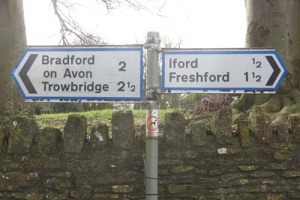 Bradford
on Avon 2
Trowbridge 2½
Iford ½
Freshford 1½